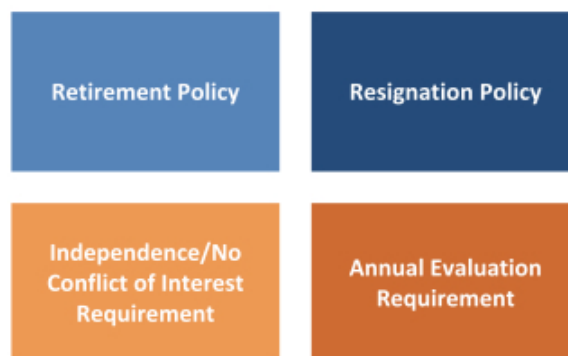 Retirement Policy
Resignation Policy
Independence/No
Conflict of Interest
Requirement
Annual Evaluation
Requirement